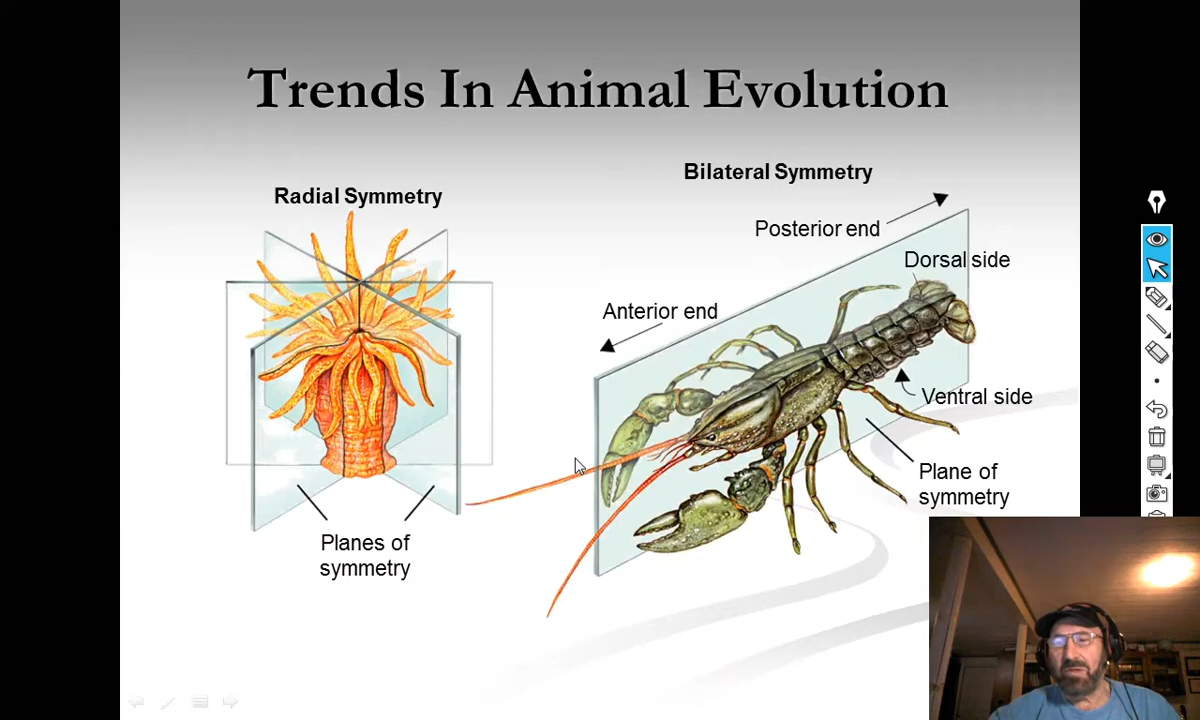 Trends In Animal Evolution
Radial Symmetry
Planes of
symmetry
Bilateral Symmetry
Posterior end
Dorsal side
Anterior end
Ventral side
Plane of
symmetry